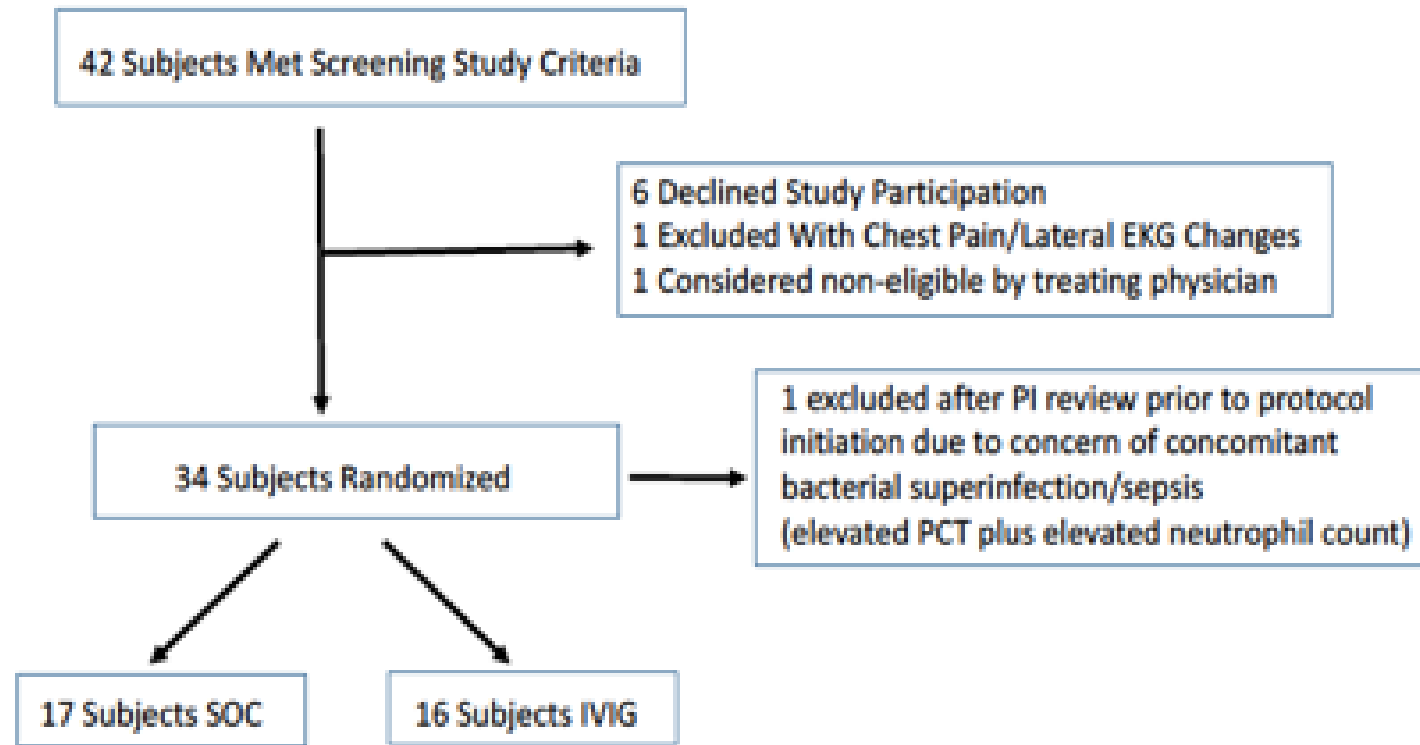 42 Subjects Met Screening Study Criteria
6 Declined Study Participation
1 Excluded With Chest Pain/Lateral EKG Changes
1 Considered non-eligible by treating physician
34 Subjects Randomized
1 excluded after PI review prior to protocol
initiation due to concern of concomitant
bacterial superinfection/sepsis
(elevated PCT plus elevated neutrophil count)
17 Subjects SOC
16 Subjects IVIG